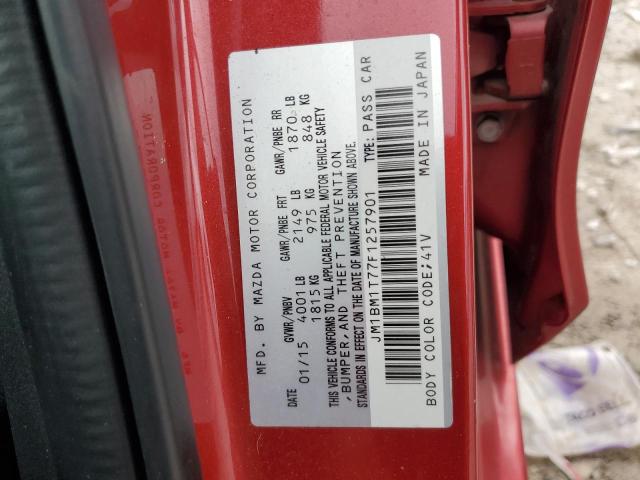 MFD. BY MAZDA MOTOR CORPORATION
DATE GVWR/PNBV GAWR/PNBE FRT GAWR/PNBE RR
01/15 4001 LB 2149 LB 1870 LB
1815 KG 975 KG 848 KG
THIS VEHICLE CONFORMS TO ALL APPLICABLE FEDERAL MOTOR VEHICLE SAFETY
,BUMPER,AND THEFT PREVENTION
STANDARDS IN EFFECT ON THE DATE OF MANUFACTURE SHOWN ABOVE.
JM1BM1T77F1257901 TYPE: PASS CAR
BODY COLOR CODE:41V MADE IN JAPAN